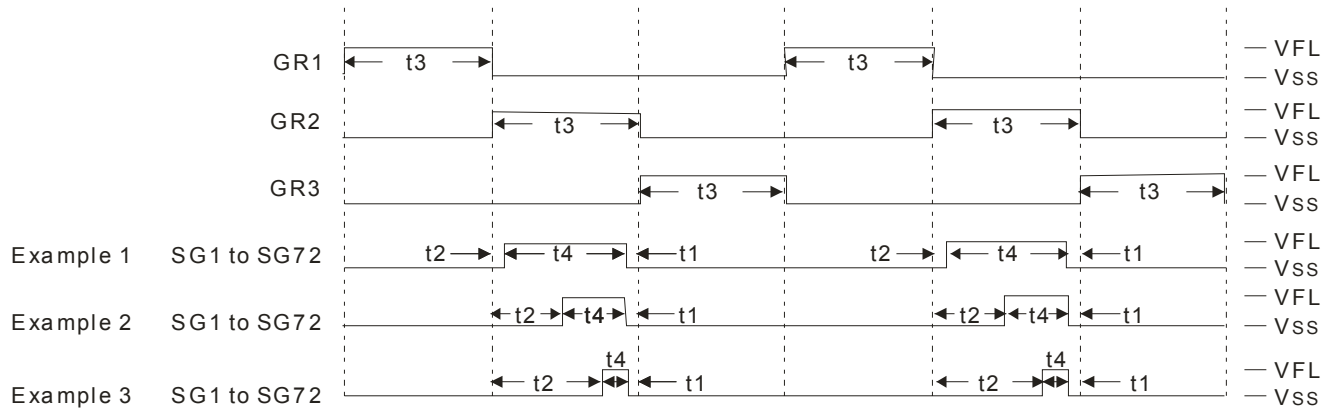 GR1 t3 t3 VFL
Vss
GR2 t3 t3 VFL
Vss
GR3 t3 t3 VFL
Vss
Example 1 SG1 to SG72 t2 t4 t1 t2 t4 t1 VFL
Vss
Example 2 SG1 to SG72 t2 t4 t1 t2 t4 t1 VFL
Vss
t4 t4
Example 3 SG1 to SG72 t2 t1 t2 t1 VFL
Vss